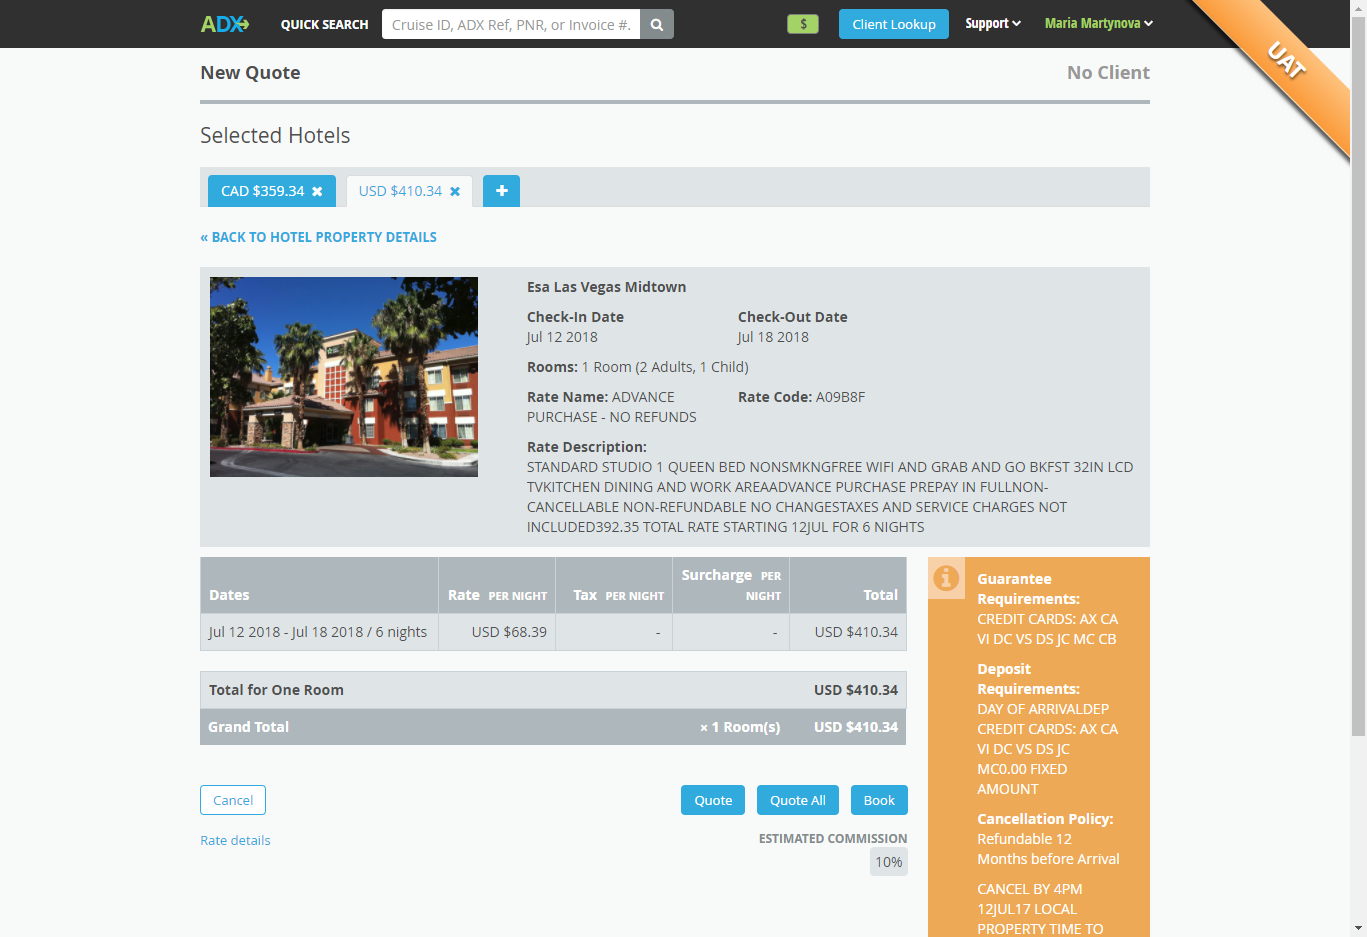 ADX
QUICK SEARCH
Cruise ID, ADX Ref, PNR, or Invoice #.
$
Client Lookup
Support
Maria Martynova
UAT
New Quote
No Client
Selected Hotels
CAD $359.34 ✖
USD $410.34 ✖
+
« BACK TO HOTEL PROPERTY DETAILS
Esa Las Vegas Midtown
Check-In Date
Jul 12 2018
Check-Out Date
Jul 18 2018
Rooms: 1 Room (2 Adults, 1 Child)
Rate Name: ADVANCE
PURCHASE - NO REFUNDS
Rate Code: A09B8F
Rate Description:
STANDARD STUDIO 1 QUEEN BED NONSMKNGFREE WIFI AND GRAB AND GO BKFST 32IN LCD
TVKITCHEN DINING AND WORK AREAADVANCE PURCHASE PREPAY IN FULLNON-
CANCELLABLE NON-REFUNDABLE NO CHANGESTAXES AND SERVICE CHARGES NOT
INCLUDED392.35 TOTAL RATE STARTING 12JUL FOR 6 NIGHTS
Dates
Rate PER NIGHT
Tax PER NIGHT
Surcharge PER
NIGHT
Total
Jul 12 2018 - Jul 18 2018 / 6 nights
USD $68.39
-
-
USD $410.34
Total for One Room
USD $410.34
Grand Total
× 1 Room(s)
USD $410.34
Cancel
Quote
Quote All
Book
Rate details
ESTIMATED COMMISSION
10%
Guarantee
Requirements:
CREDIT CARDS: AX CA
VI DC VS DS JC MC CB
Deposit
Requirements:
DAY OF ARRIVALDEP
CREDIT CARDS: AX CA
VI DC VS DS JC
MC0.00 FIXED
AMOUNT
Cancellation Policy:
Refundable 12
Months before Arrival
CANCEL BY 4PM
12JUL17 LOCAL
PROPERTY TIME TO